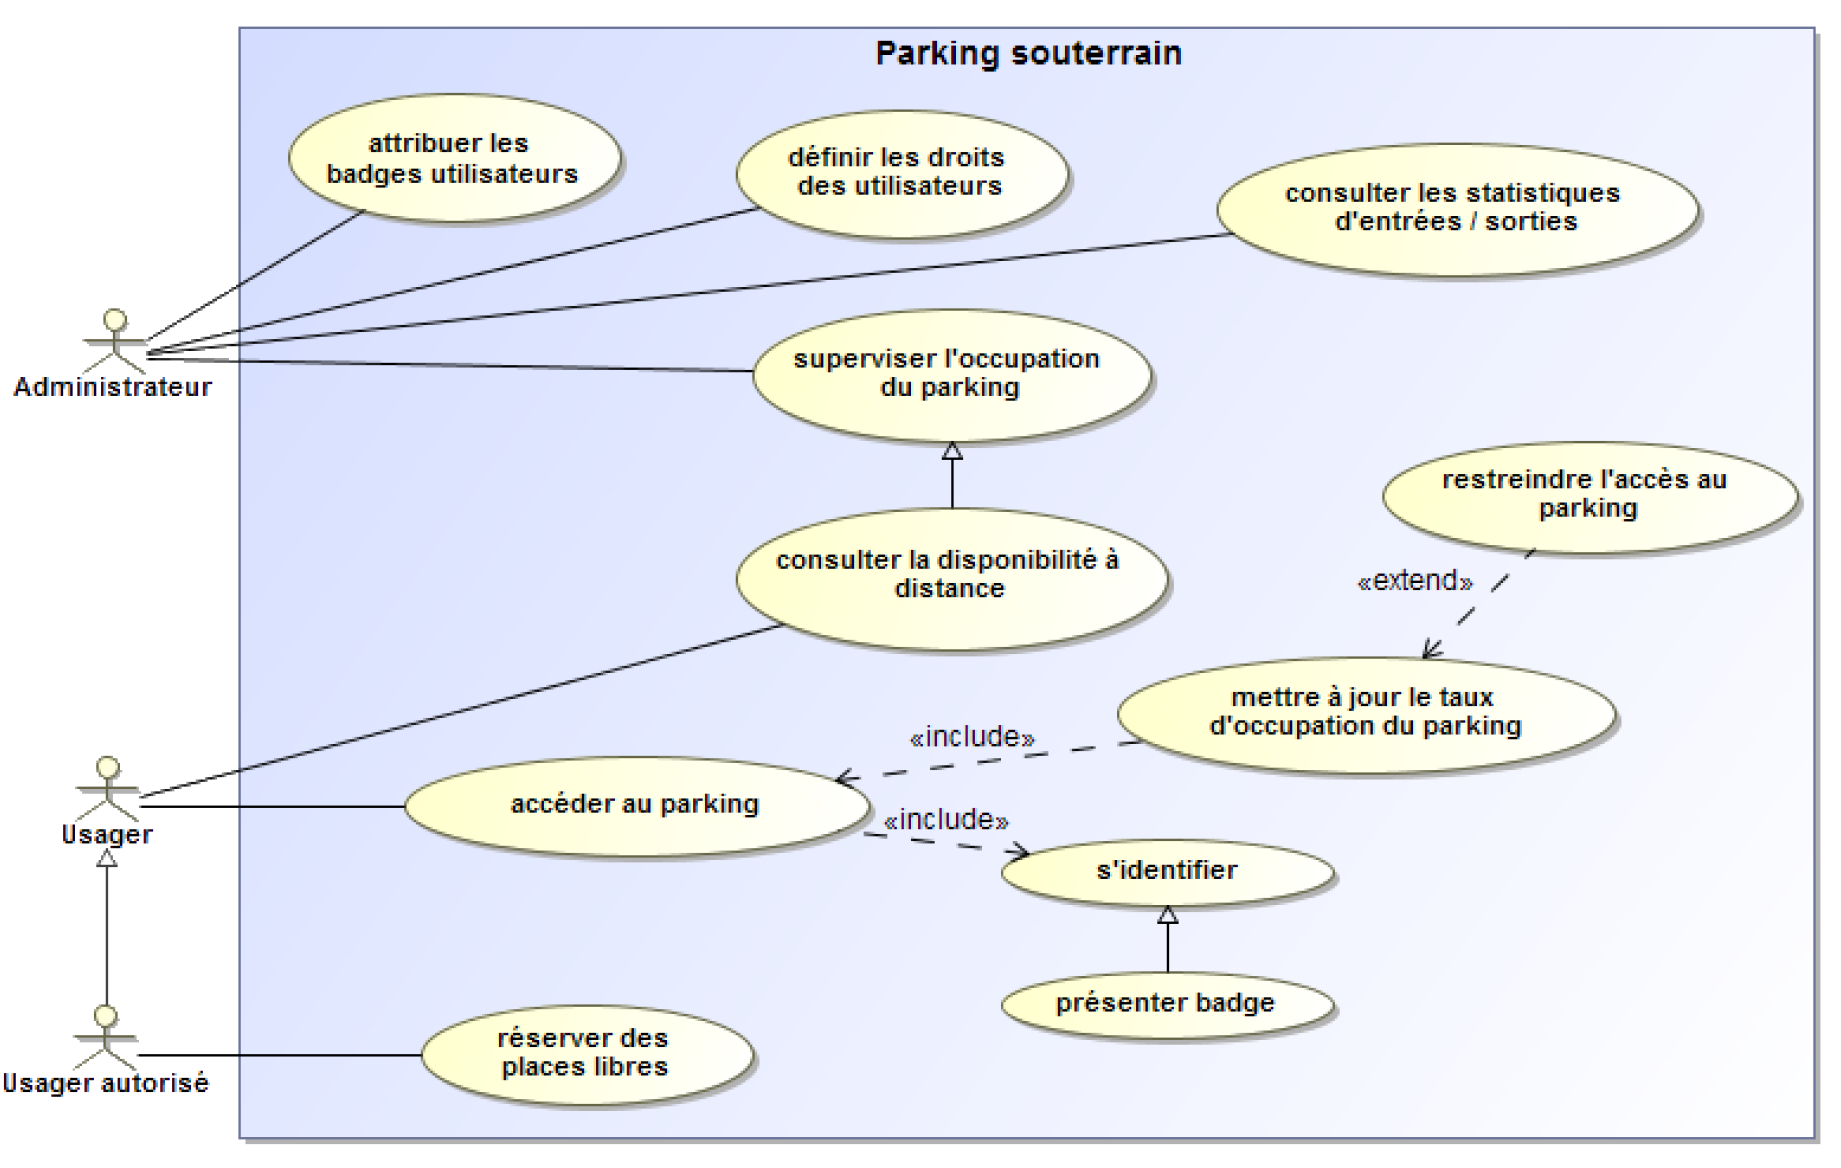 Parking souterrain
attribuer les
badges utilisateurs
définir les droits
des utilisateurs
consulter les statistiques
d'entrées / sorties
Administrateur
superviser l'occupation
du parking
restreindre l'accès au
parking
consulter la disponibilité à
distance
«extend»
mettre à jour le taux
d'occupation du parking
«include»
Usager
accéder au parking
«include»
s'identifier
présenter badge
réserver des
places libres
Usager autorisé